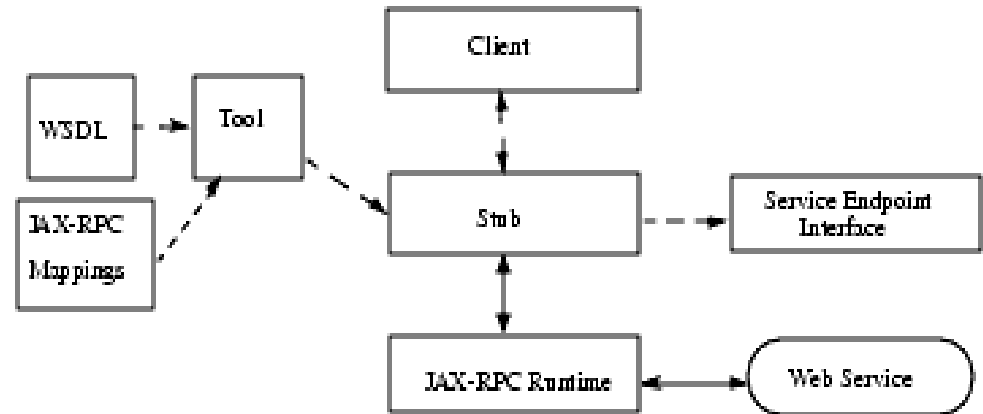 Client
WSDL
Tool
JAX-RPC
Mappings
Stub
Service Endpoint
Interface
JAX-RPC Runtime
Web Service